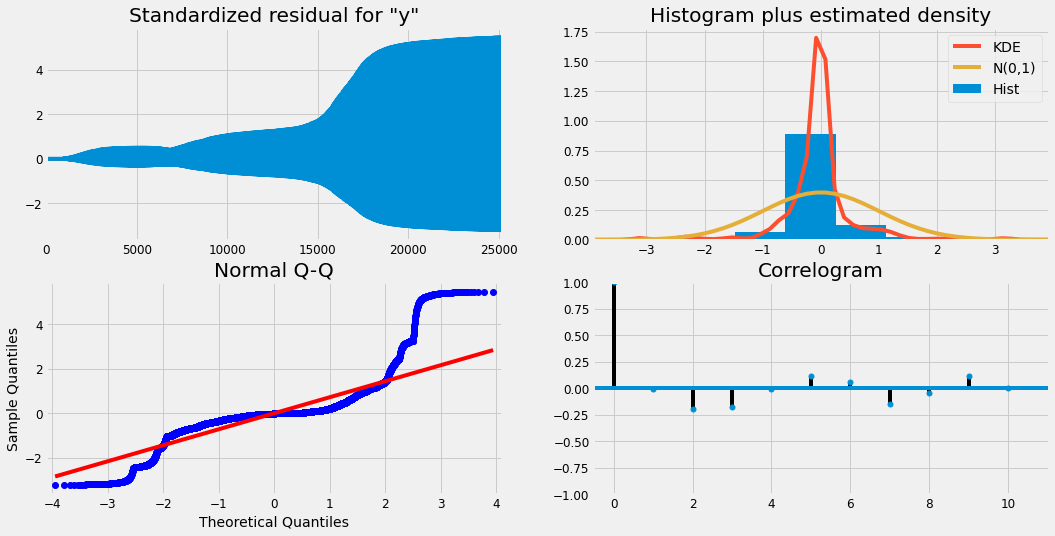 Standardized residual for "y"
4
2
0
−2
0 5000 10000 15000 20000 25000
Histogram plus estimated density
1.75
1.50
1.25
1.00
0.75
0.50
0.25
0.00
−3 −2 −1 0 1 2 3
KDE
N(0,1)
Hist
Normal Q-Q
Sample Quantiles
4
2
0
−2
−4 −3 −2 −1 0 1 2 3 4
Theoretical Quantiles
Correlogram
1.00
0.75
0.50
0.25
0.00
−0.25
−0.50
−0.75
−1.00
0 2 4 6 8 10